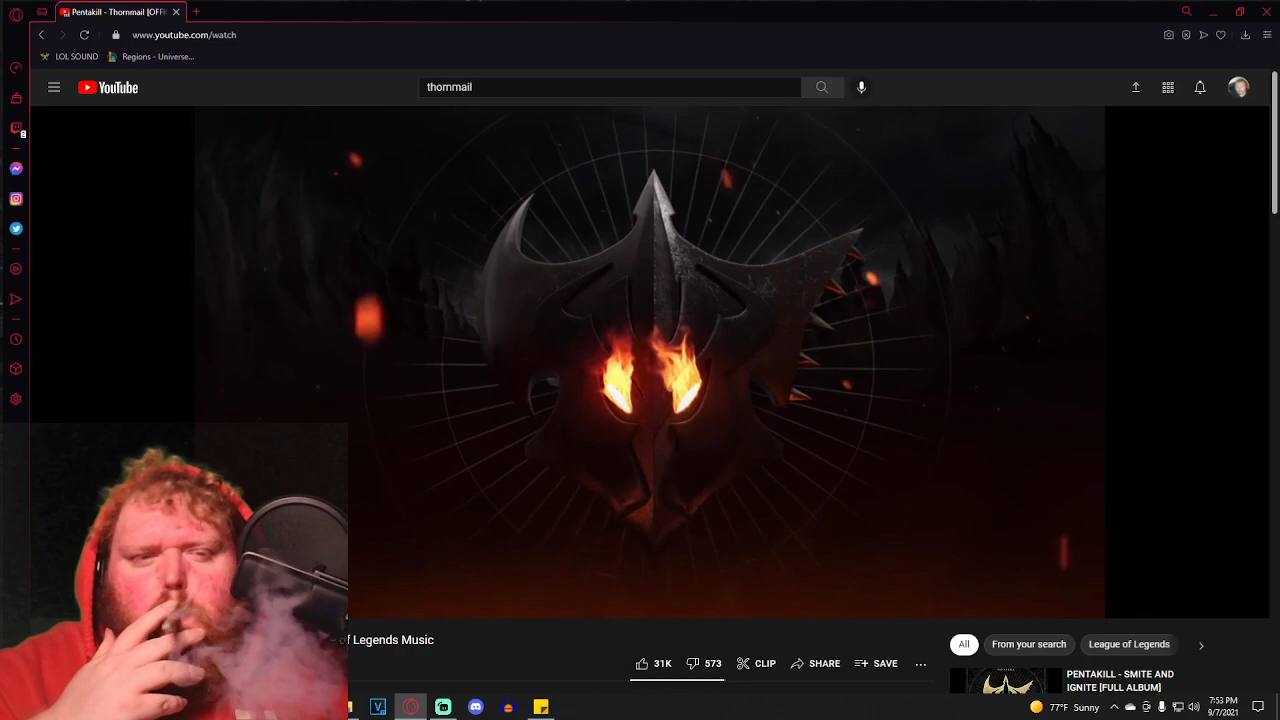 Pentakill - Thornmail [OFFI
www.youtube.com/watch
LOL SOUND
Regions - Universe...
YouTube
thornmail
f Legends Music
31K
573
CLIP
SHARE
SAVE
All
From your search
League of Legends
PENTAKILL - SMITE AND
IGNITE [FULL ALBUM]
77°F Sunny
7:53 PM
9/7/2021